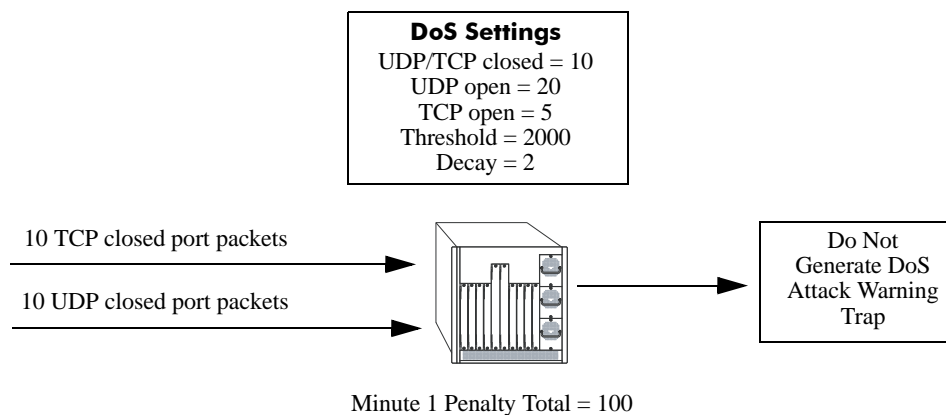 DoS Settings
UDP/TCP closed = 10
UDP open = 20
TCP open = 5
Threshold = 2000
Decay = 2
10 TCP closed port packets
10 UDP closed port packets
Do Not
Generate DoS
Attack Warning
Trap
Minute 1 Penalty Total = 100